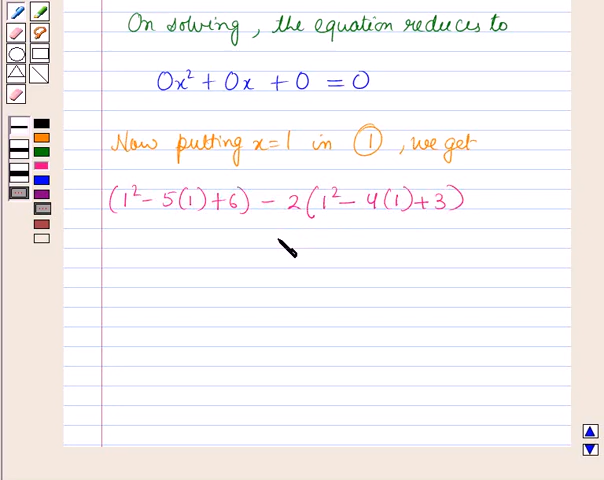 On solving, the equation reduces to
0x² + 0x + 0 = 0
Now putting x=1 in ①, we get
(1² - 5(1)+6) - 2(1² - 4(1)+3)